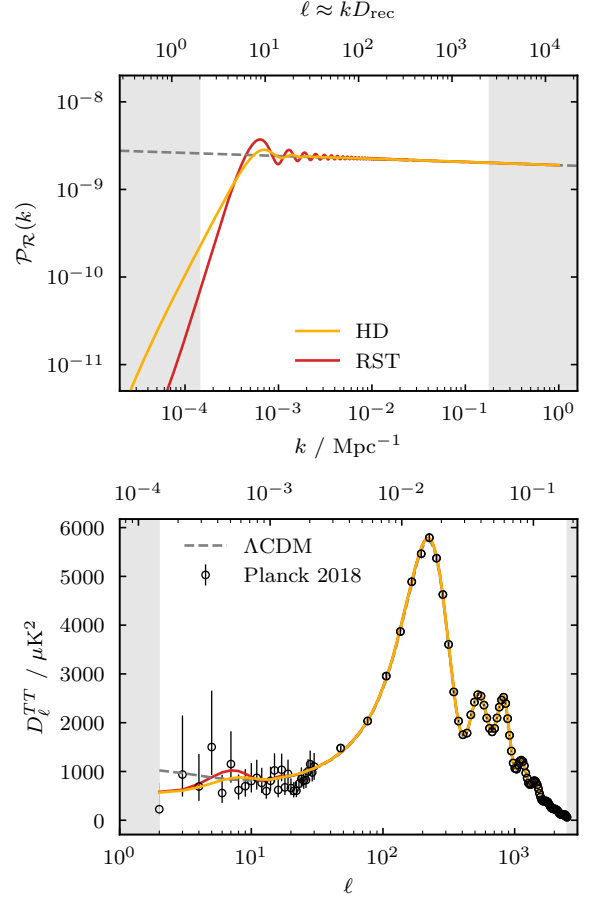 ℓ ≈ kD_rec
10^0 10^1 10^2 10^3 10^4
10^−8
10^−9
10^−10
10^−11
P_R(k)
HD
RST
10^−4 10^−3 10^−2 10^−1 10^0
k / Mpc^−1
10^−4 10^−3 10^−2 10^−1
6000
5000
4000
3000
2000
1000
0
D_ℓ^TT / μK^2
ΛCDM
Planck 2018
10^0 10^1 10^2 10^3
ℓ